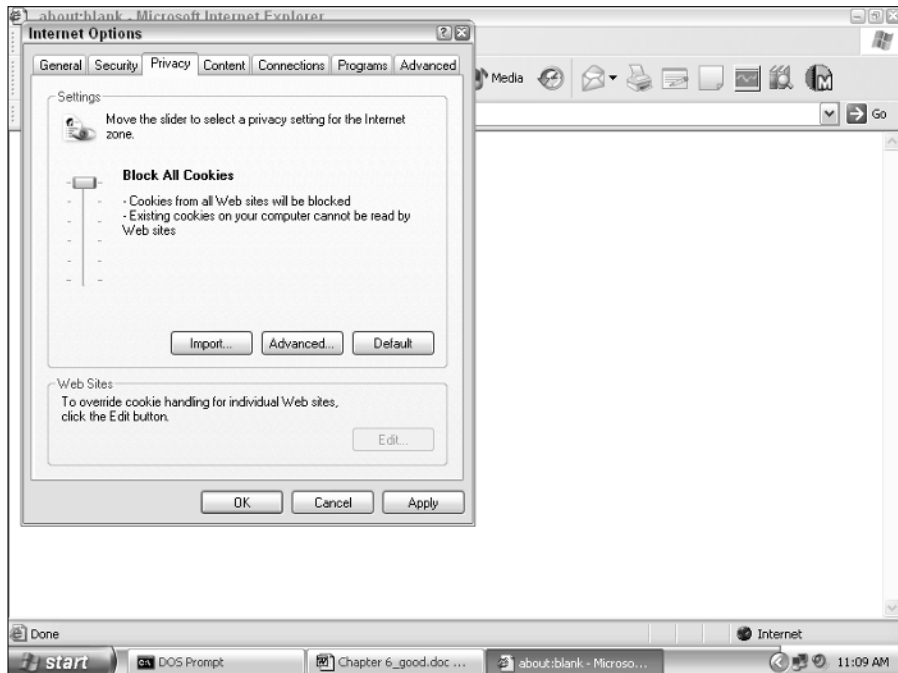 about:blank - Microsoft Internet Explorer
Internet Options
General Security Privacy Content Connections Programs Advanced
Media
Settings
Move the slider to select a privacy setting for the Internet
zone.
Go
Block All Cookies
- Cookies from all Web sites will be blocked
- Existing cookies on your computer cannot be read by
Web sites
Import... Advanced... Default
Web Sites
To override cookie handling for individual Web sites,
click the Edit button.
Edit...
OK Cancel Apply
Done
Internet
start
DOS Prompt
Chapter 6_good.doc ...
about:blank - Microso...
11:09 AM